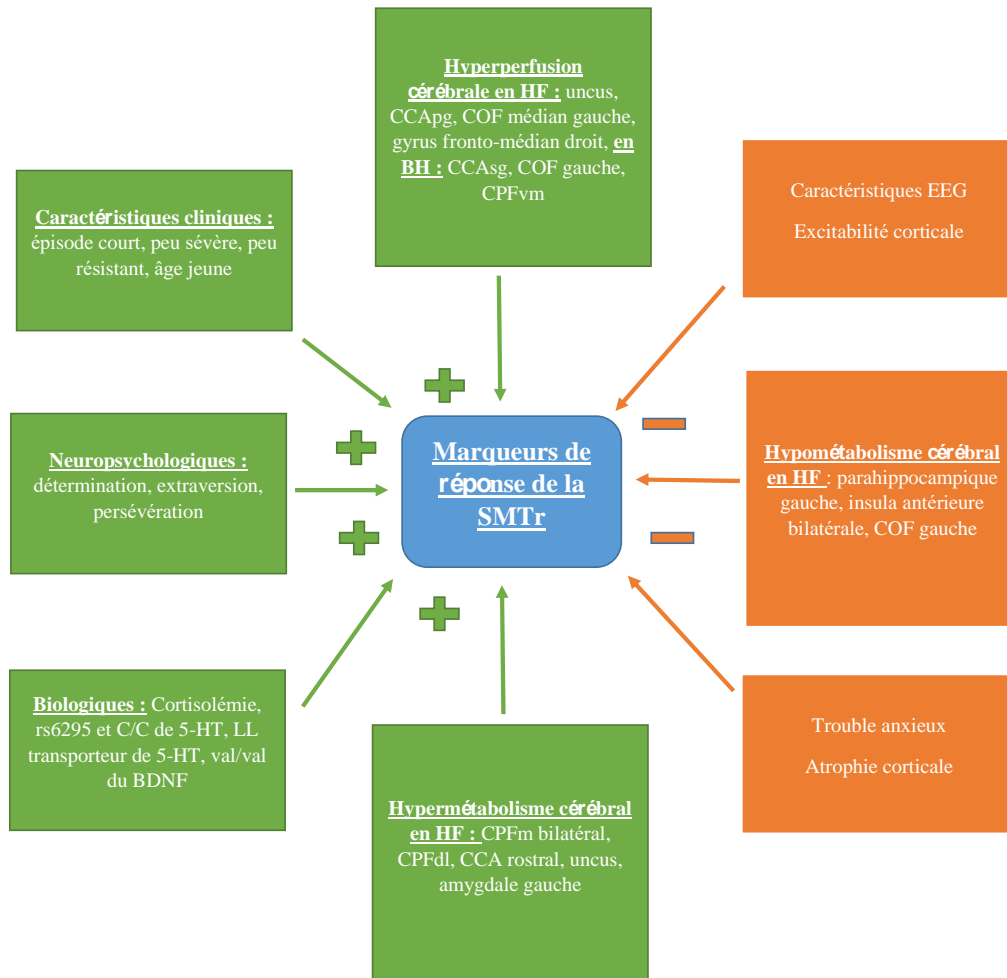 Hyperperfusion
cérébrale en HF : uncus,
CCApg, COF médian gauche,
gyrus fronto-médian droit, en
BH : CCAsg, COF gauche,
CPFvm
Caractéristiques EEG
Excitabilité corticale
Caractéristiques cliniques :
épisode court, peu sévère, peu
résistant, âge jeune
Neuropsychologiques :
détermination, extraversion,
persévération
Marqueurs de
réponse de la
SMTr
Hypométabolisme cérébral
en HF : parahippocampique
gauche, insula antérieure
bilatérale, COF gauche
Biologiques : Cortisolémie,
rs6295 et C/C de 5-HT, LL
transporteur de 5-HT, val/val
du BDNF
Hypermétabolisme cérébral
en HF : CPFm bilatéral,
CPFdl, CCA rostral, uncus,
amygdale gauche
Trouble anxieux
Atrophie corticale